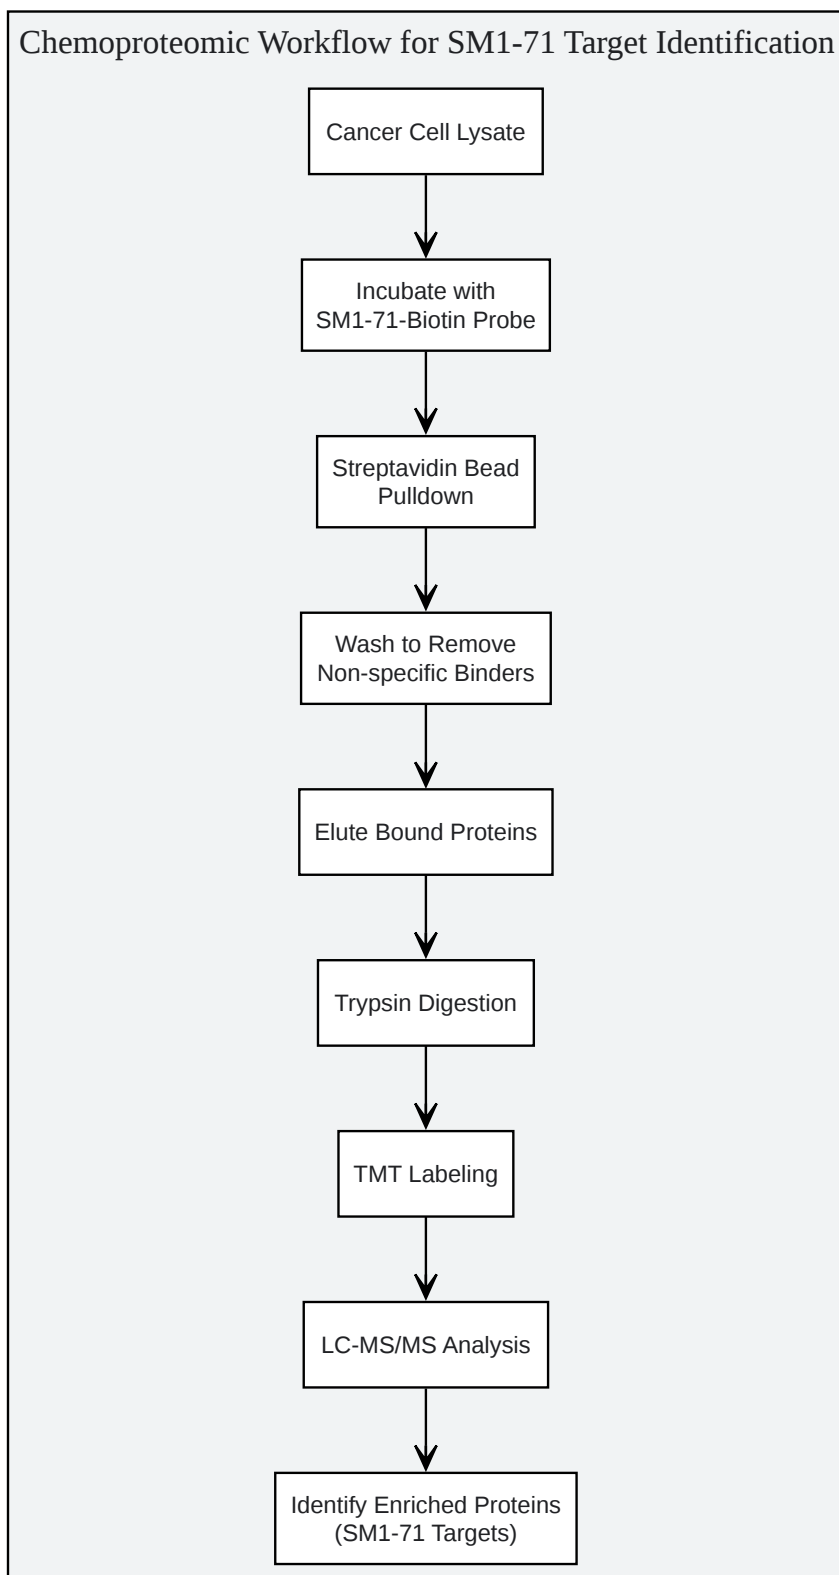 Chemoproteomic Workflow for SM1-71 Target Identification
Cancer Cell Lysate
Incubate with
SM1-71-Biotin Probe
Streptavidin Bead
Pulldown
Wash to Remove
Non-specific Binders
Elute Bound Proteins
Trypsin Digestion
TMT Labeling
LC-MS/MS Analysis
Identify Enriched Proteins
(SM1-71 Targets)